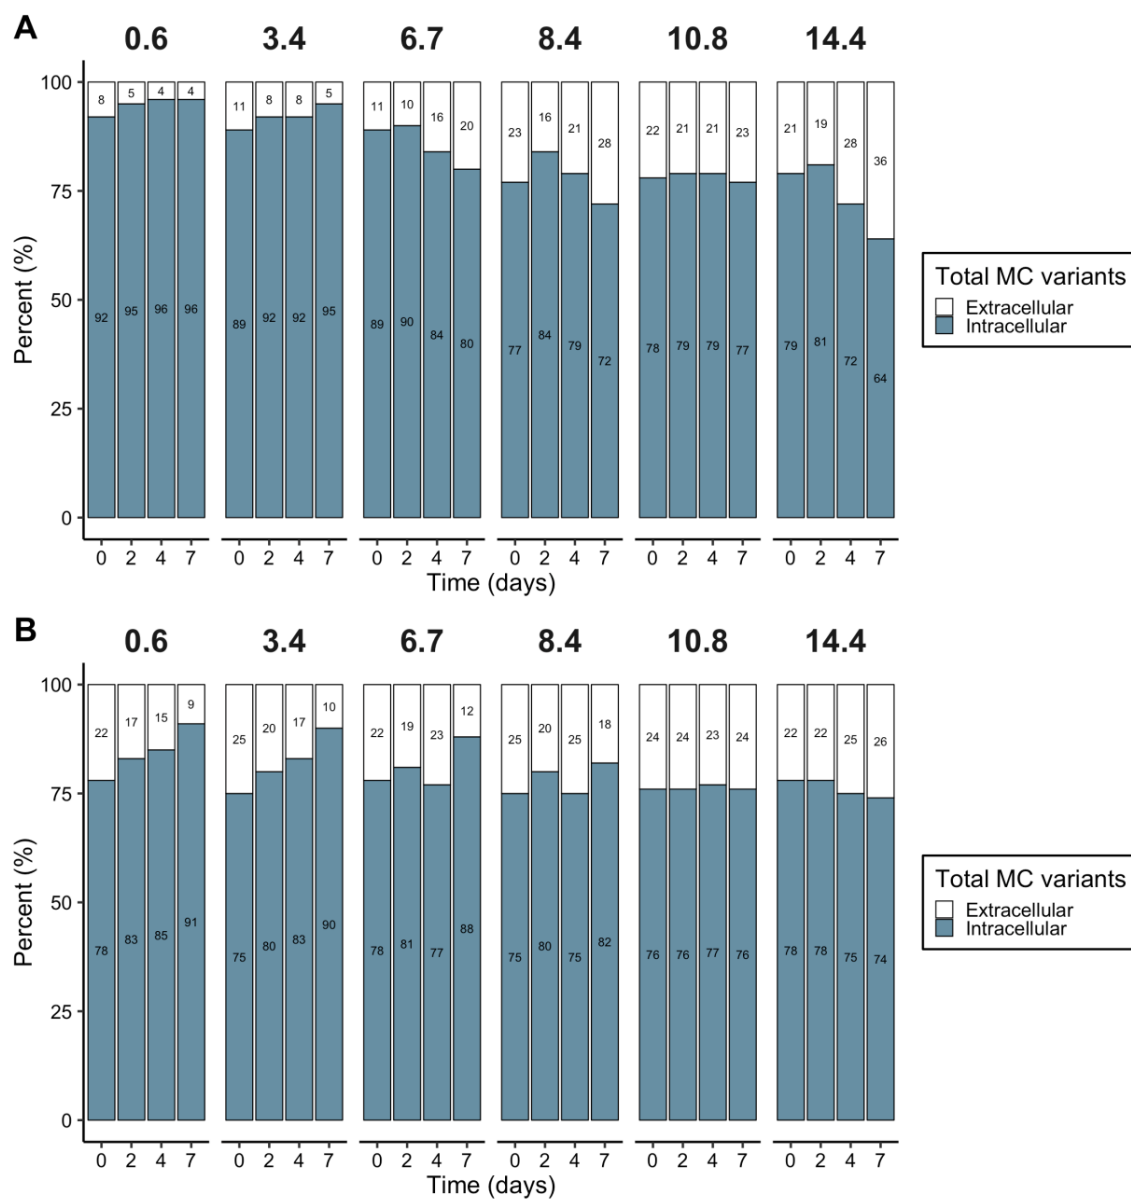 A
0.6 3.4 6.7 8.4 10.8 14.4
100
75
50
25
0
Percent (%)
8 5 4 4 11 8 8 5 11 10 16 20 23 16 21 28 22 21 21 23 21 19 28 36
92 95 96 96 89 92 92 95 89 90 84 80 77 84 79 72 78 79 79 77 79 81 72 64
0 2 4 7 0 2 4 7 0 2 4 7 0 2 4 7 0 2 4 7 0 2 4 7
Time (days)
Total MC variants
Extracellular
Intracellular
B
0.6 3.4 6.7 8.4 10.8 14.4
100
75
50
25
0
Percent (%)
22 17 15 9 25 20 17 10 22 19 23 12 25 20 25 18 24 24 23 24 22 22 25 26
78 83 85 91 75 80 83 90 78 81 77 88 75 80 75 82 76 76 77 76 78 78 75 74
0 2 4 7 0 2 4 7 0 2 4 7 0 2 4 7 0 2 4 7 0 2 4 7
Time (days)
Total MC variants
Extracellular
Intracellular